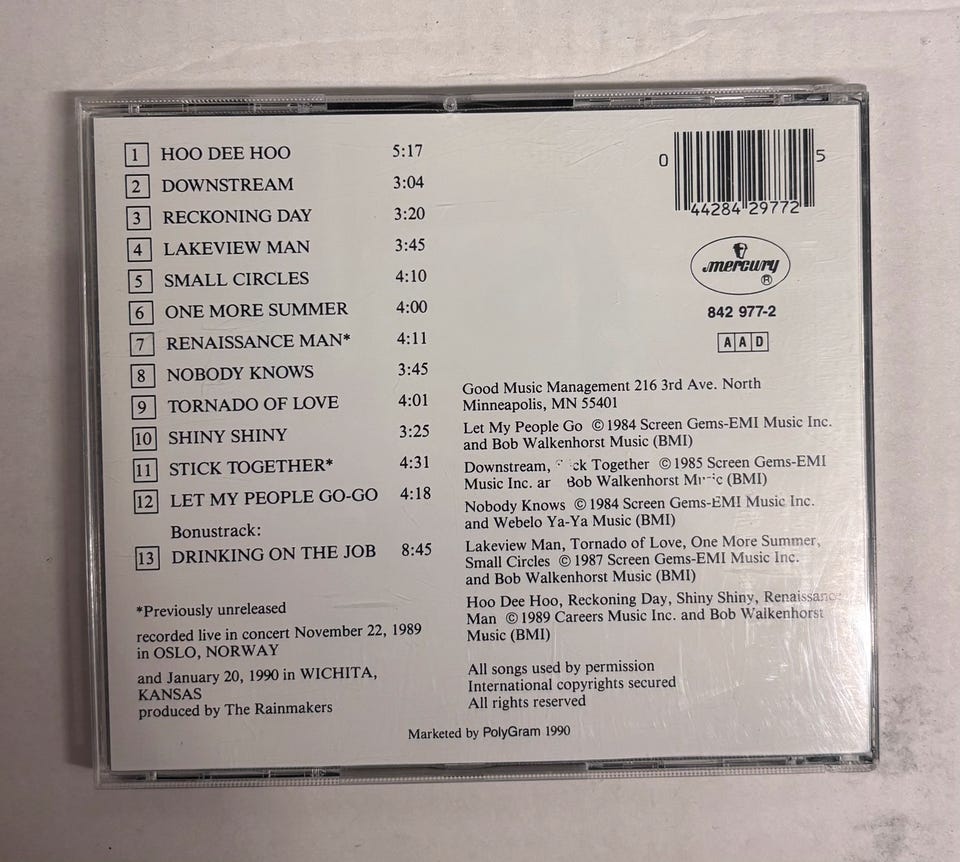 1 HOO DEE HOO 5:17
2 DOWNSTREAM 3:04
3 RECKONING DAY 3:20
4 LAKEVIEW MAN 3:45
5 SMALL CIRCLES 4:10
6 ONE MORE SUMMER 4:00
7 RENAISSANCE MAN* 4:11
8 NOBODY KNOWS 3:45
9 TORNADO OF LOVE 4:01
10 SHINY SHINY 3:25
11 STICK TOGETHER* 4:31
12 LET MY PEOPLE GO-GO 4:18
Bonustrack:
13 DRINKING ON THE JOB 8:45
*Previously unreleased
recorded live in concert November 22, 1989
in OSLO, NORWAY
and January 20, 1990 in WICHITA,
KANSAS
produced by The Rainmakers
0 44284 29772 5
mercury ®
842 977-2
AAD
Good Music Management 216 3rd Ave. North
Minneapolis, MN 55401
Let My People Go ©1984 Screen Gems-EMI Music Inc.
and Bob Walkenhorst Music (BMI)
Downstream, Together ©1985 Screen Gems-EMI
Music Inc. Bob Walkenhorst (BMI)
Nobody Knows ©1984 Screen Gems-EMI Music Inc.
and Webelo Ya-Ya Music (BMI)
Lakeview Man, Tornado of Love, One More Summer,
Small Circles ©1987 Screen Gems-EMI Music Inc.
and Bob Walkenhorst Music (BMI)
Hoo Dee Hoo, Reckoning Day, Shiny Shiny, Renaissance
Man ©1989 Careers Music Inc. and Bob Walkenhorst
Music (BMI)
All songs used by permission
International copyrights secured
All rights reserved
Marketed by PolyGram 1990